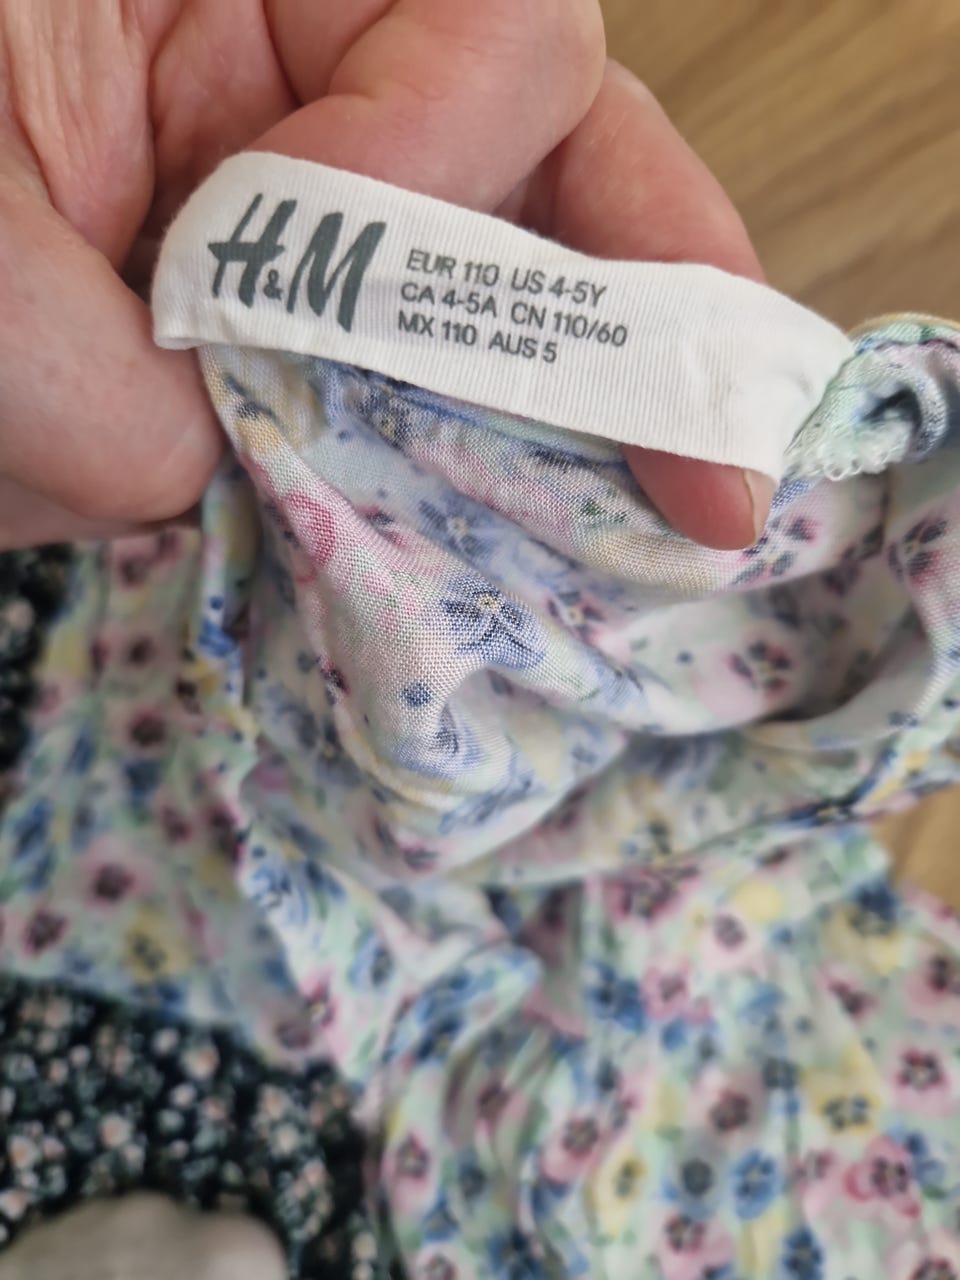 H&M
EUR 110 US 4-5Y
CA 4-5A CN 110/60
MX 110 AUS 5